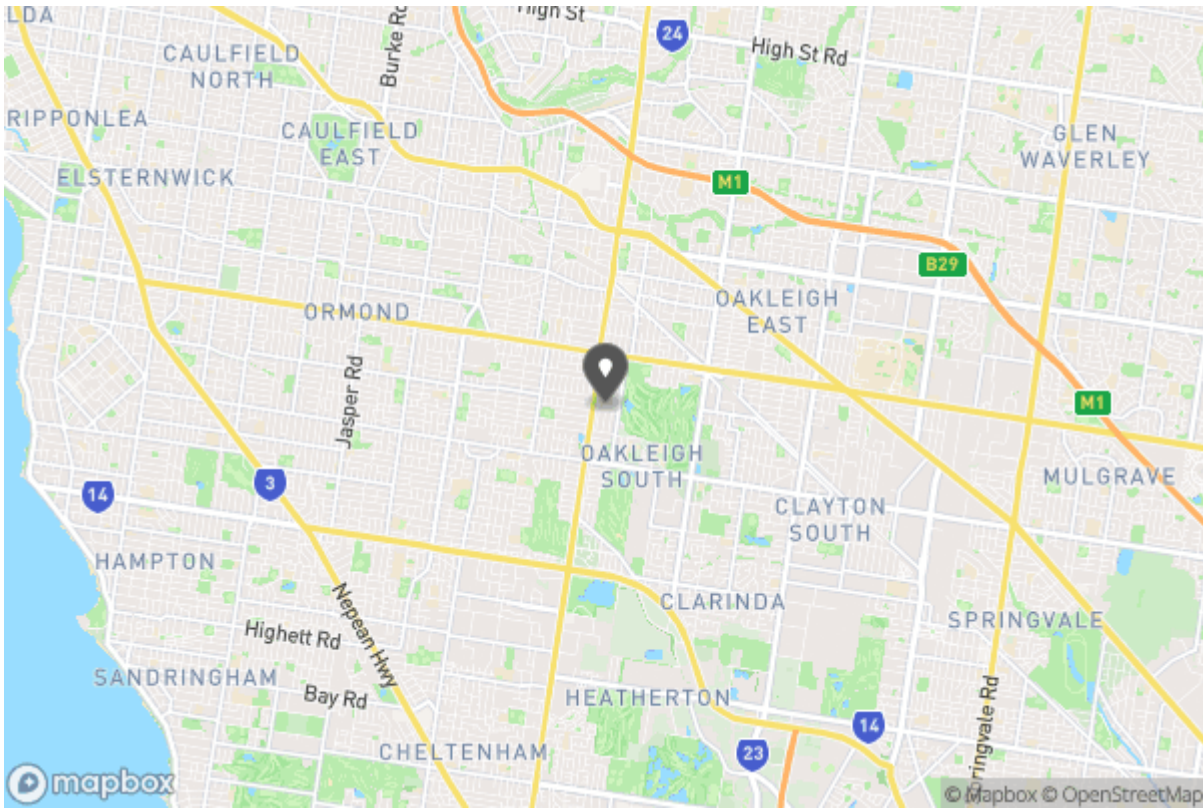 LDA
High St
24
High St Rd
CAULFIELD
NORTH
Burke Rd
RIPPONLEA
CAULFIELD
EAST
GLEN
WAVERLEY
ELSTERNWICK
M1
B29
OAKLEIGH
EAST
ORMOND
Jasper Rd
M1
OAKLEIGH
SOUTH
MULGRAVE
3
14
CLAYTON
SOUTH
HAMPTON
Nepean Hwy
CLARINDA
SPRINGVALE
Highett Rd
SANDRINGHAM
Bay Rd
HEATHERTON
Springvale Rd
14
CHELTENHAM
23
mapbox
© Mapbox © OpenStreetMap